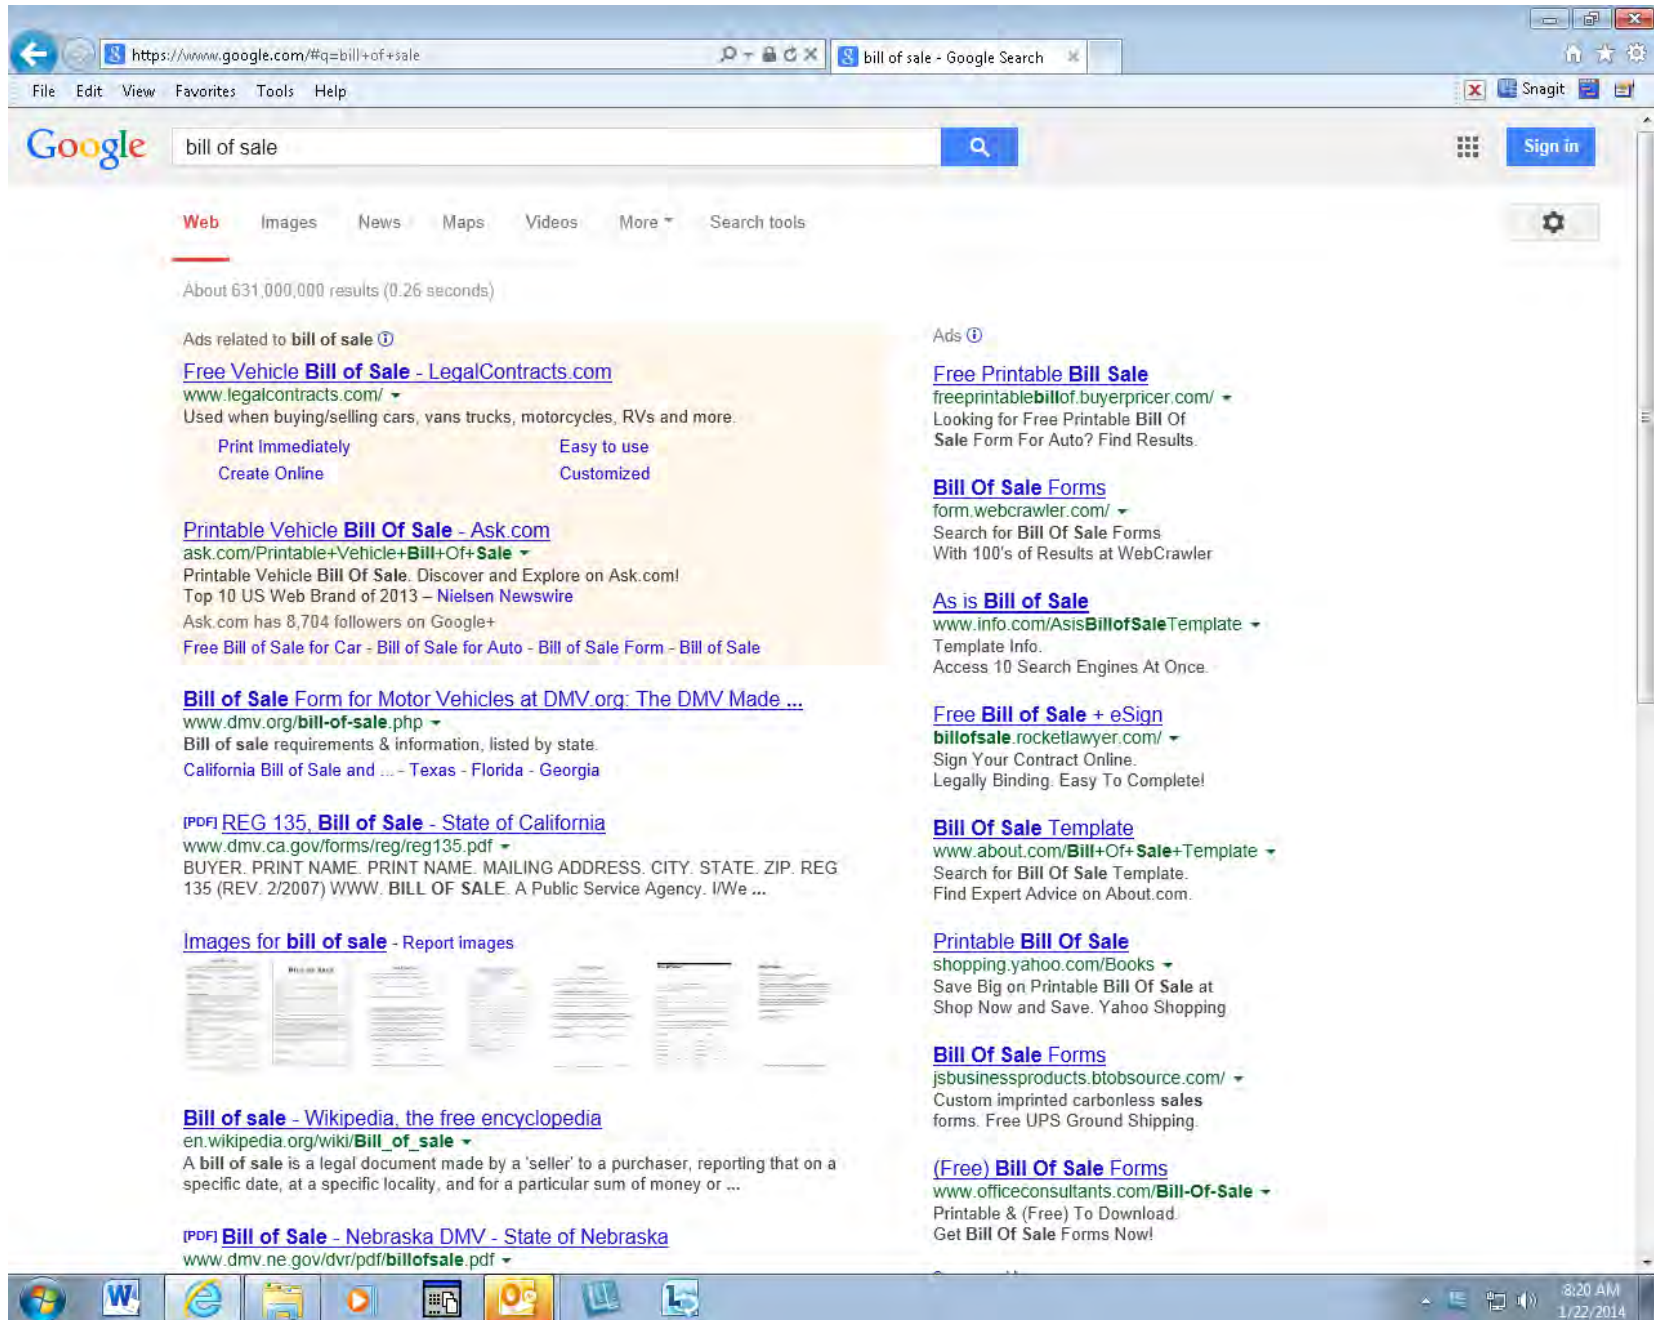 https://www.google.com/#q=bill+of+sale
bill of sale - Google Search
File Edit View Favorites Tools Help
Snagit
Google
bill of sale
Sign in
Web Images News Maps Videos More Search tools
About 631,000,000 results (0.26 seconds)
Ads related to bill of sale
Free Vehicle Bill of Sale - LegalContracts.com
www.legalcontracts.com/
Used when buying/selling cars, vans trucks, motorcycles, RVs and more.
Print Immediately Easy to use
Create Online Customized
Printable Vehicle Bill Of Sale - Ask.com
ask.com/Printable+Vehicle+Bill+Of+Sale
Printable Vehicle Bill Of Sale. Discover and Explore on Ask.com!
Top 10 US Web Brand of 2013 – Nielsen Newswire
Ask.com has 8,704 followers on Google+
Free Bill of Sale for Car - Bill of Sale for Auto - Bill of Sale Form - Bill of Sale
Bill of Sale Form for Motor Vehicles at DMV.org: The DMV Made ...
www.dmv.org/bill-of-sale.php
Bill of sale requirements & information, listed by state.
California Bill of Sale and ... - Texas - Florida - Georgia
[PDF] REG 135, Bill of Sale - State of California
www.dmv.ca.gov/forms/reg/reg135.pdf
BUYER. PRINT NAME. PRINT NAME. MAILING ADDRESS. CITY. STATE. ZIP. REG
135 (REV. 2/2007) WWW. BILL OF SALE. A Public Service Agency. I/We ...
Images for bill of sale - Report images
BILL OF SALE
Bill of sale - Wikipedia, the free encyclopedia
en.wikipedia.org/wiki/Bill_of_sale
A bill of sale is a legal document made by a 'seller' to a purchaser, reporting that on a
specific date, at a specific locality, and for a particular sum of money or ...
[PDF] Bill of Sale - Nebraska DMV - State of Nebraska
www.dmv.ne.gov/dvr/pdf/billofsale.pdf
Ads
Free Printable Bill Sale
freeprintablebillof.buyerpricer.com/
Looking for Free Printable Bill Of
Sale Form For Auto? Find Results.
Bill Of Sale Forms
form.webcrawler.com/
Search for Bill Of Sale Forms
With 100's of Results at WebCrawler
As is Bill of Sale
www.info.com/AsisBillofSaleTemplate
Template Info.
Access 10 Search Engines At Once.
Free Bill of Sale + eSign
billofsale.rocketlawyer.com/
Sign Your Contract Online.
Legally Binding. Easy To Complete!
Bill Of Sale Template
www.about.com/Bill+Of+Sale+Template
Search for Bill Of Sale Template.
Find Expert Advice on About.com.
Printable Bill Of Sale
shopping.yahoo.com/Books
Save Big on Printable Bill Of Sale at
Shop Now and Save. Yahoo Shopping
Bill Of Sale Forms
jsbusinessproducts.btobsource.com/
Custom imprinted carbonless sales
forms. Free UPS Ground Shipping.
(Free) Bill Of Sale Forms
www.officeconsultants.com/Bill-Of-Sale
Printable & (Free) To Download.
Get Bill Of Sale Forms Now!
8:20 AM
1/22/2014